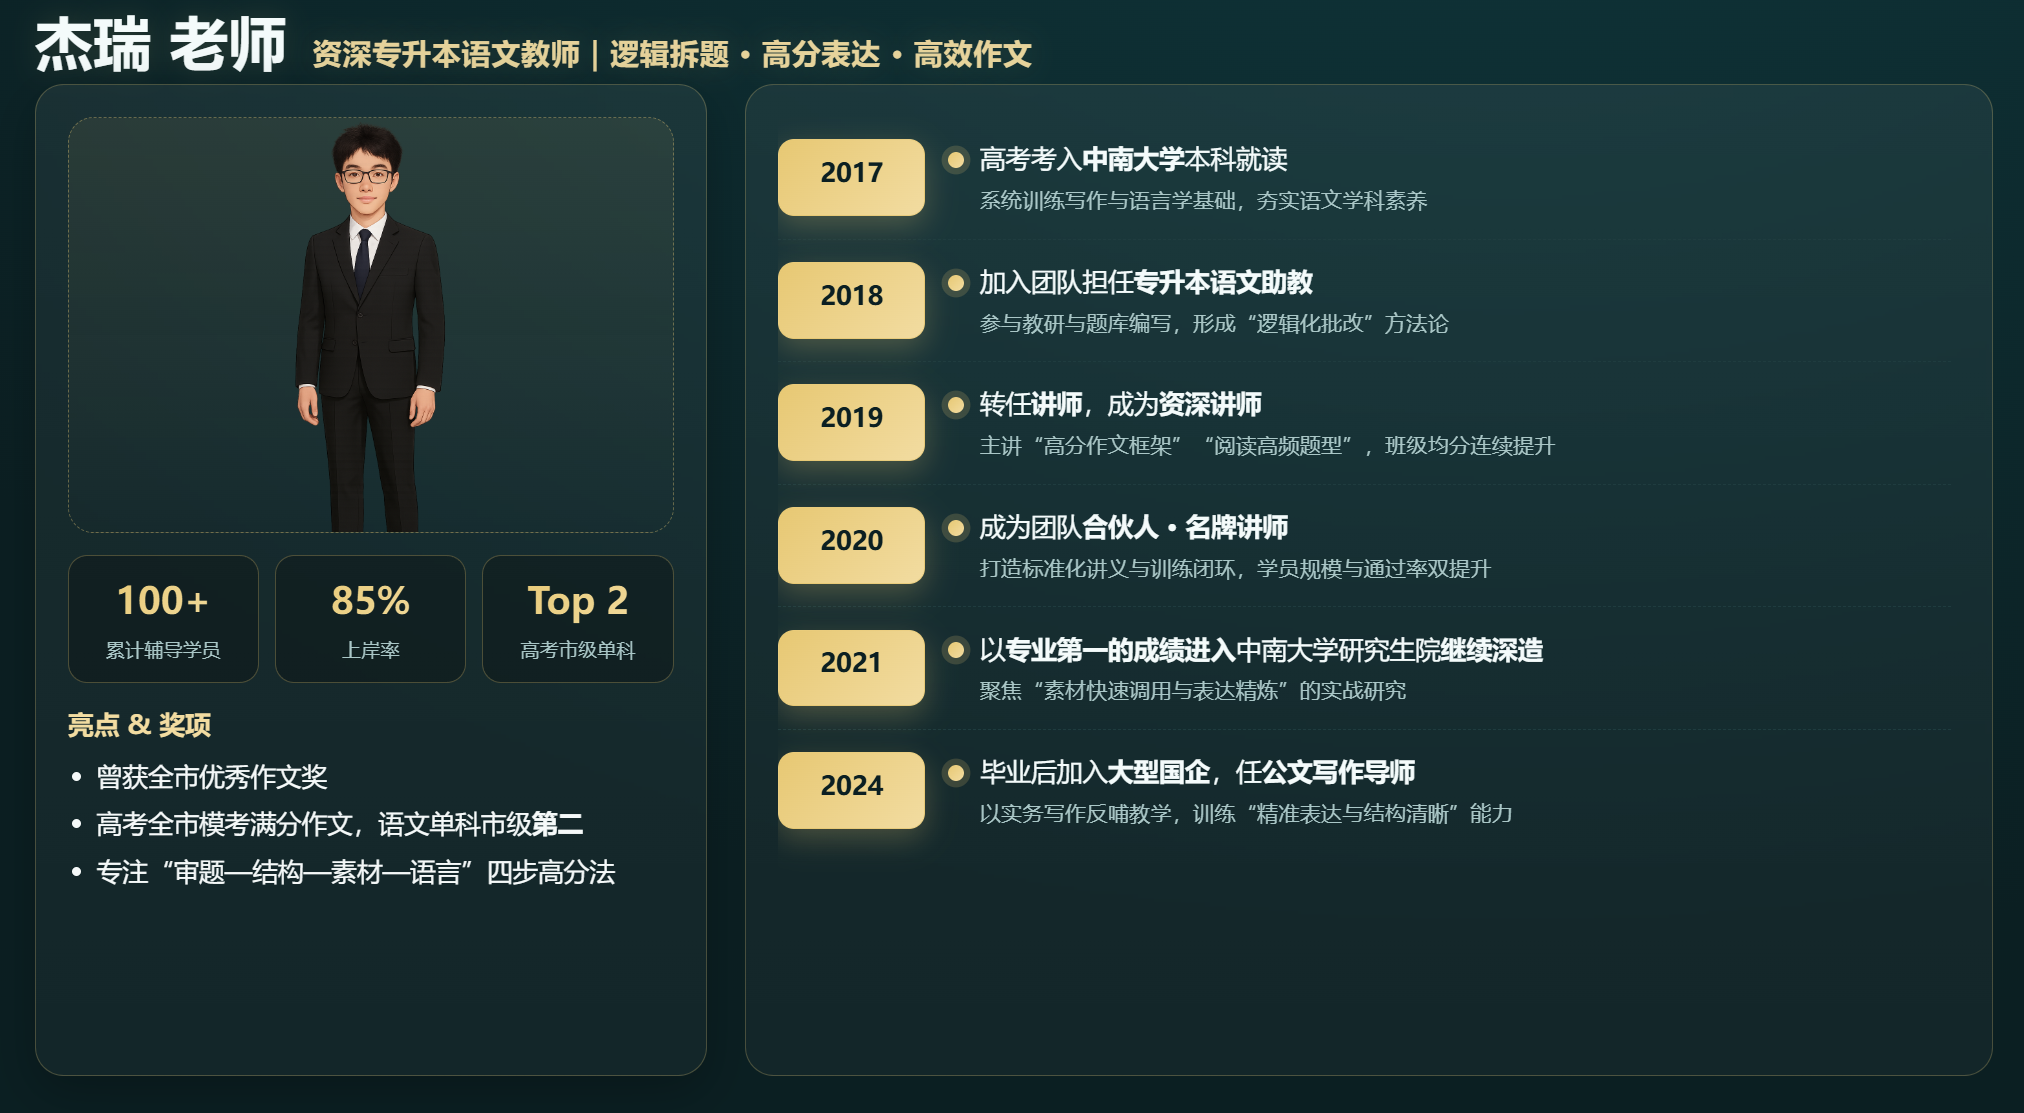 杰瑞 老师 资深专升本语文教师｜逻辑拆题・高分表达・高效作文
100+
累计辅导学员
85%
上岸率
Top 2
高考市级单科
亮点 & 奖项
• 曾获全市优秀作文奖
• 高考全市模考满分作文，语文单科市级第二
• 专注“审题—结构—素材—语言”四步高分法
2017
高考考入中南大学本科就读
系统训练写作与语言学基础，夯实语文学科素养
2018
加入团队担任专升本语文助教
参与教研与题库编写，形成“逻辑化批改”方法论
2019
转任讲师，成为资深讲师
主讲“高分作文框架”“阅读高频题型”，班级均分连续提升
2020
成为团队合伙人・名牌讲师
打造标准化讲义与训练闭环，学员规模与通过率双提升
2021
以专业第一的成绩进入中南大学研究生院继续深造
聚焦“素材快速调用与表达精炼”的实战研究
2024
毕业后加入大型国企，任公文写作导师
以实务写作反哺教学，训练“精准表达与结构清晰”能力